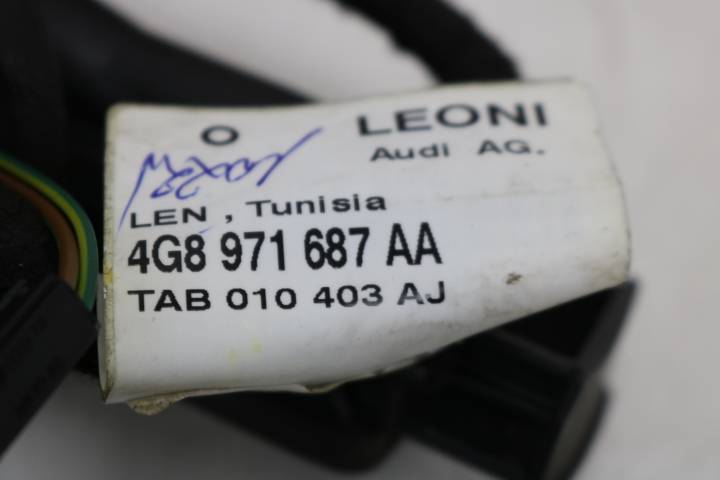 O LEONI
Audi AG.
LEN , Tunisia
4G8 971 687 AA
TAB 010 403 AJ